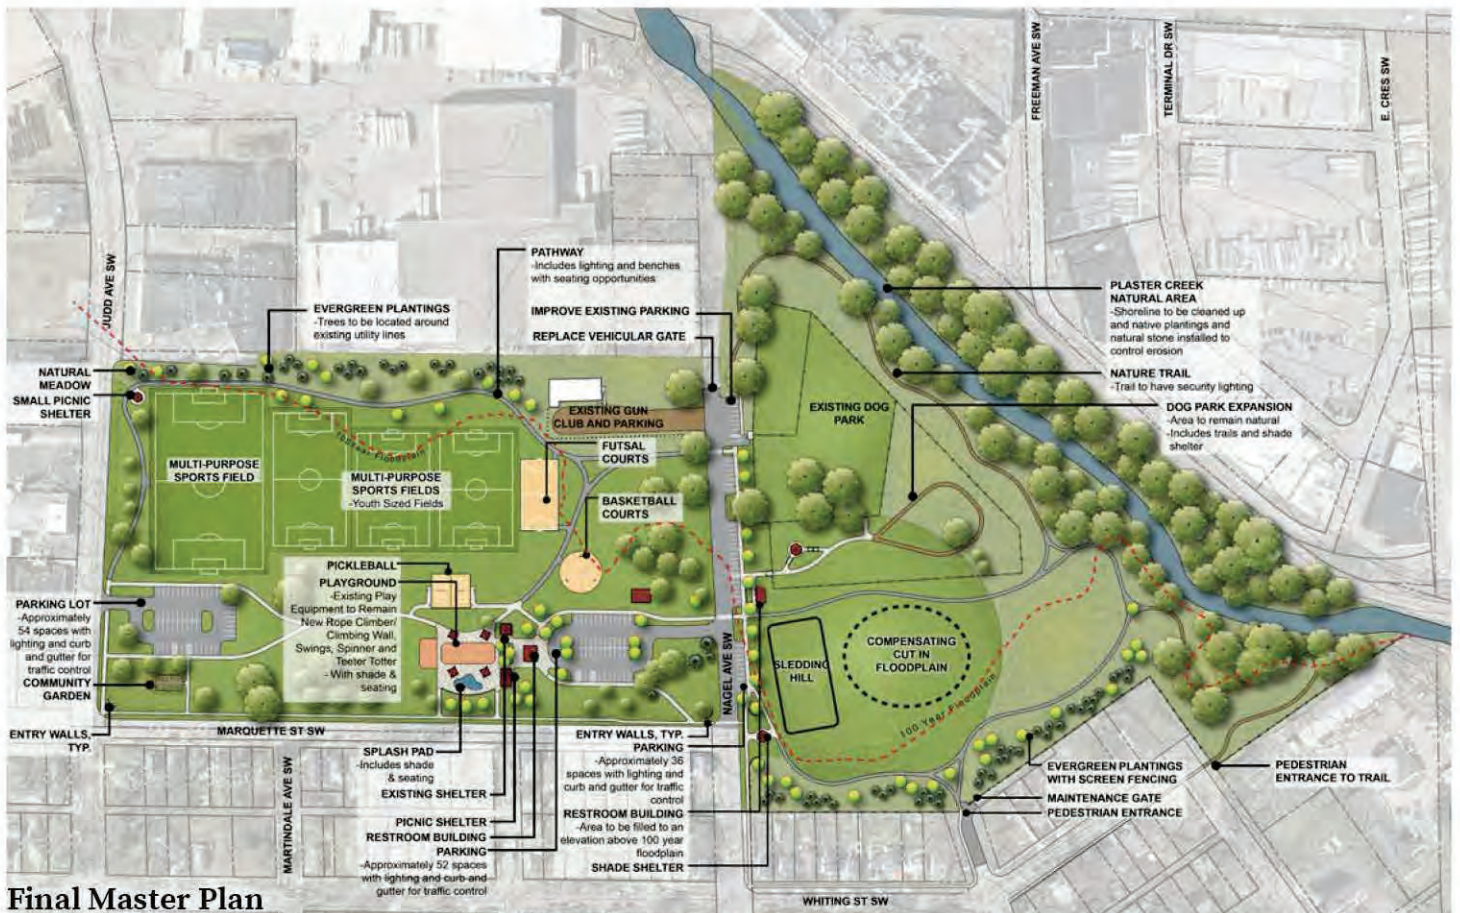 FREEMAN AVE SW
TERMINAL DR SW
E. CRES SW
JUDD AVE SW
PATHWAY
-Includes lighting and benches
with seating opportunities
EVERGREEN PLANTINGS
-Trees to be located around
existing utility lines
IMPROVE EXISTING PARKING
REPLACE VEHICULAR GATE
PLASTER CREEK
NATURAL AREA
-Shoreline to be cleaned up
and native plantings and
natural stone installed to
control erosion
NATURE TRAIL
-Trail to have security lighting
DOG PARK EXPANSION
-Area to remain natural
-Includes trails and shade
shelter
NATURAL
MEADOW
SMALL PICNIC
SHELTER
EXISTING GUN
CLUB AND PARKING
EXISTING DOG
PARK
100 Year Floodplain
FUTSAL
COURTS
MULTI-PURPOSE
SPORTS FIELD
MULTI-PURPOSE
SPORTS FIELDS
-Youth Sized Fields
BASKETBALL
COURTS
PICKLEBALL
PLAYGROUND
-Existing Play
Equipment to Remain
New Rope Climber/
Climbing Wall,
Swings, Spinner and
Teeter Totter
- With shade &
seating
PARKING LOT
-Approximately
54 spaces with
lighting and curb
and gutter for
traffic control
COMMUNITY
GARDEN
ENTRY WALLS,
TYP.
SLEDDING
HILL
COMPENSATING
CUT IN
FLOODPLAIN
100 Year Floodplain
NAGEL AVE SW
MARQUETTE ST SW
MARTINDALE AVE SW
SPLASH PAD
-Includes shade
& seating
EXISTING SHELTER
PICNIC SHELTER
RESTROOM BUILDING
PARKING
-Approximately 52 spaces
with lighting and curb and
gutter for traffic control
ENTRY WALLS, TYP.
PARKING
-Approximately 36
spaces with lighting and
curb and gutter for traffic
control
RESTROOM BUILDING
-Area to be filled to an
elevation above 100 year
floodplain
SHADE SHELTER
EVERGREEN PLANTINGS
WITH SCREEN FENCING
MAINTENANCE GATE
PEDESTRIAN ENTRANCE
PEDESTRIAN
ENTRANCE TO TRAIL
WHITING ST SW
Final Master Plan